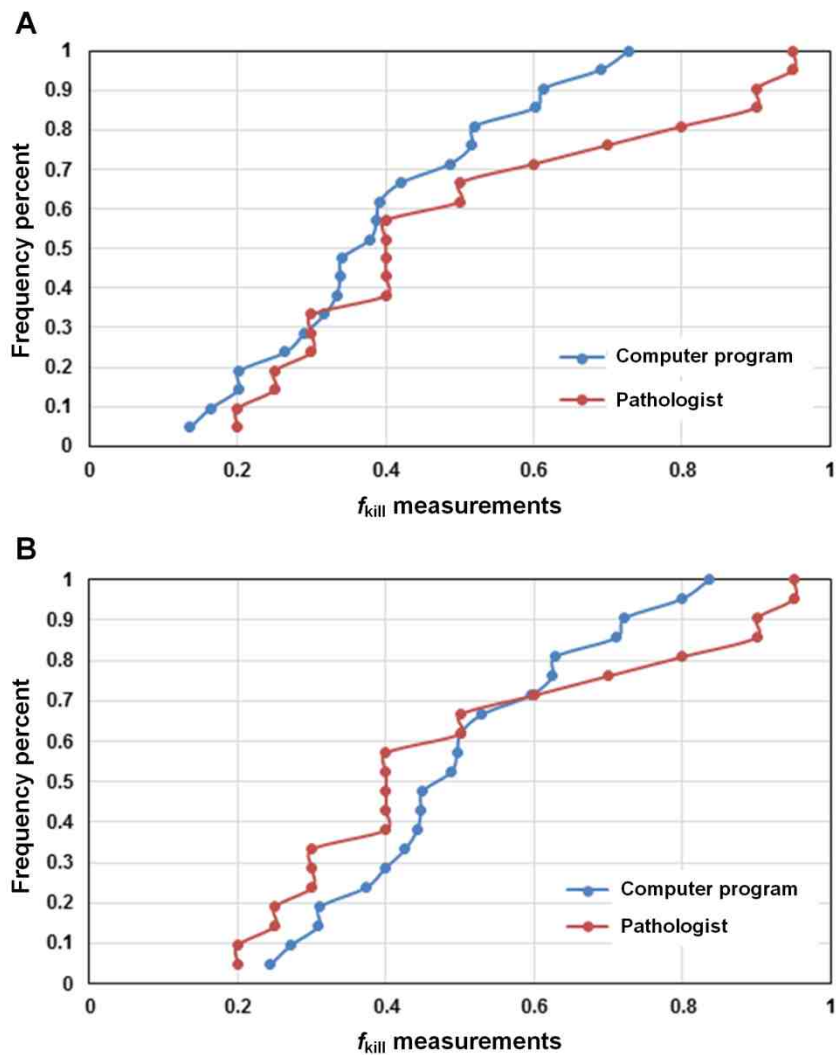 A
1
0.9
0.8
0.7
0.6
0.5
0.4
0.3
0.2
0.1
0
Frequency percent
Computer program
Pathologist
0 0.2 0.4 0.6 0.8 1
fkill measurements
B
1
0.9
0.8
0.7
0.6
0.5
0.4
0.3
0.2
0.1
0
Frequency percent
Computer program
Pathologist
0 0.2 0.4 0.6 0.8 1
fkill measurements